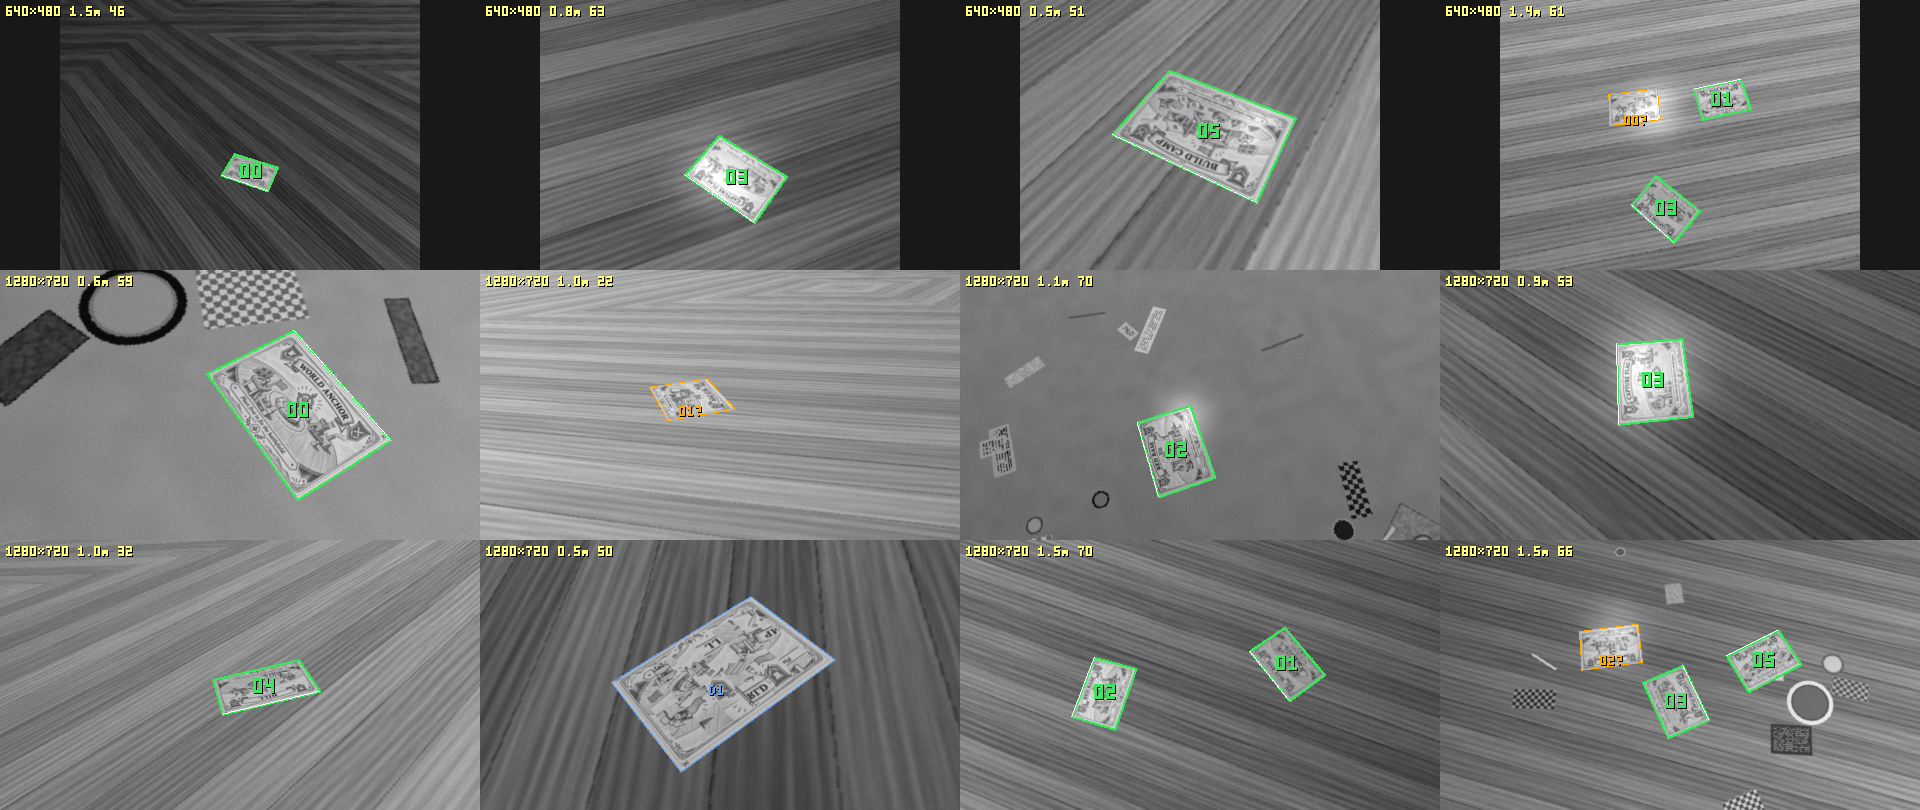 640×480 1.5m 46
640×480 0.8m 63
640×480 0.5m 51
640×480 1.4m 61
00
03
05
BUILD CAMP
00?
01
03
1280×720 0.6m 59
1280×720 1.0m 22
1280×720 1.1m 70
1280×720 0.9m 53
WORLD ANCHOR
00
01?
02
RED BASE
03
1280×720 1.0m 32
1280×720 0.5m 50
1280×720 1.5m 70
1280×720 1.5m 66
04
01
02
01
02?
03
05